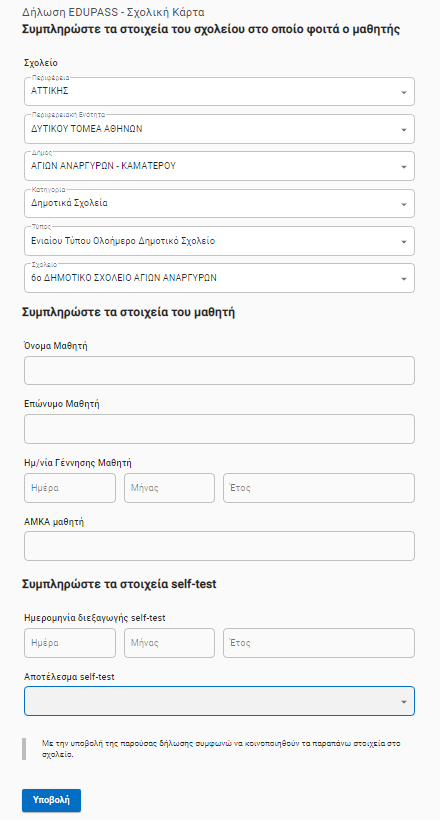 Δήλωση EDUPASS - Σχολική Κάρτα
Συμπληρώστε τα στοιχεία του σχολείου στο οποίο φοιτά ο μαθητής
Σχολείο
Περιφέρεια
ΑΤΤΙΚΗΣ
Περιφερειακή Ενότητα
ΔΥΤΙΚΟΥ ΤΟΜΕΑ ΑΘΗΝΩΝ
Δήμος
ΑΓΙΩΝ ΑΝΑΡΓΥΡΩΝ - ΚΑΜΑΤΕΡΟΥ
Κατηγορία
Δημοτικά Σχολεία
Τύπος
Ενιαίου Τύπου Ολοήμερο Δημοτικό Σχολείο
Σχολείο
6ο ΔΗΜΟΤΙΚΟ ΣΧΟΛΕΙΟ ΑΓΙΩΝ ΑΝΑΡΓΥΡΩΝ
Συμπληρώστε τα στοιχεία του μαθητή
Όνομα Μαθητή
Επώνυμο Μαθητή
Ημ/νία Γέννησης Μαθητή
Ημέρα Μήνας Έτος
ΑΜΚΑ μαθητή
Συμπληρώστε τα στοιχεία self-test
Ημερομηνία διεξαγωγής self-test
Ημέρα Μήνας Έτος
Αποτέλεσμα self-test
Με την υποβολή της παρούσας δήλωσης συμφωνώ να κοινοποιηθούν τα παραπάνω στοιχεία στο
σχολείο.
Υποβολή